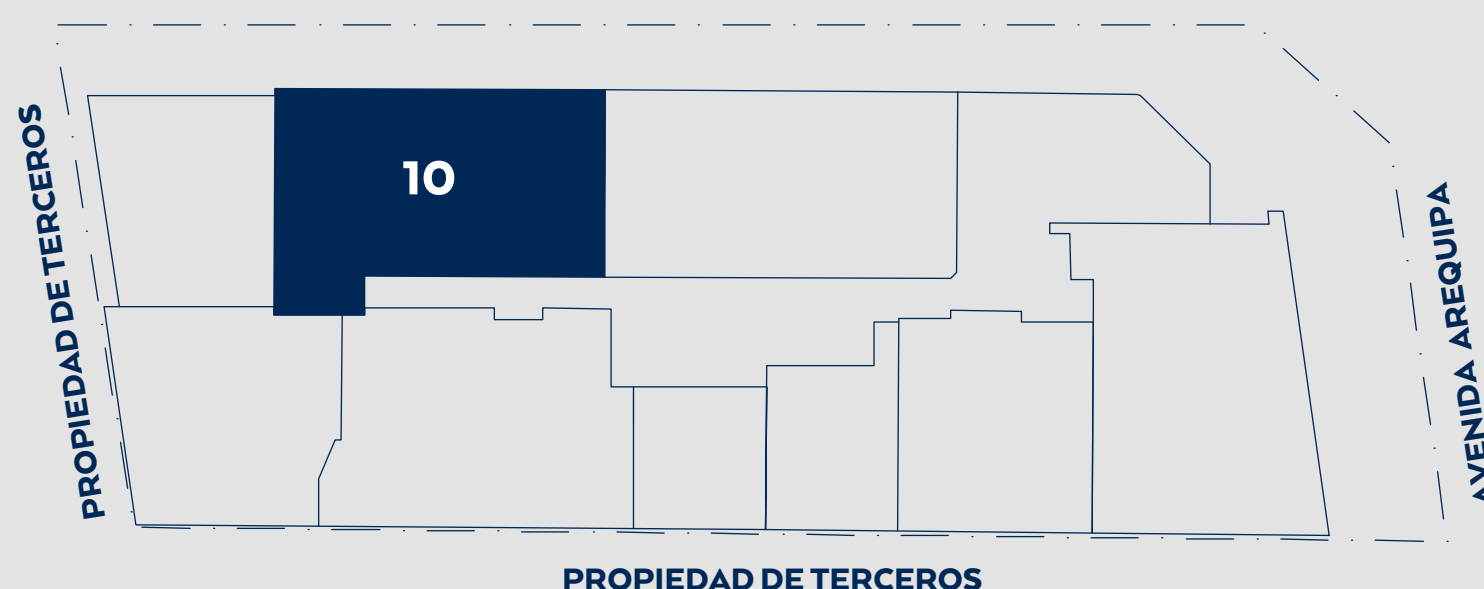 PROPIEDAD DE TERCEROS
10
AVENIDA AREQUIPA
PROPIEDAD DE TERCEROS